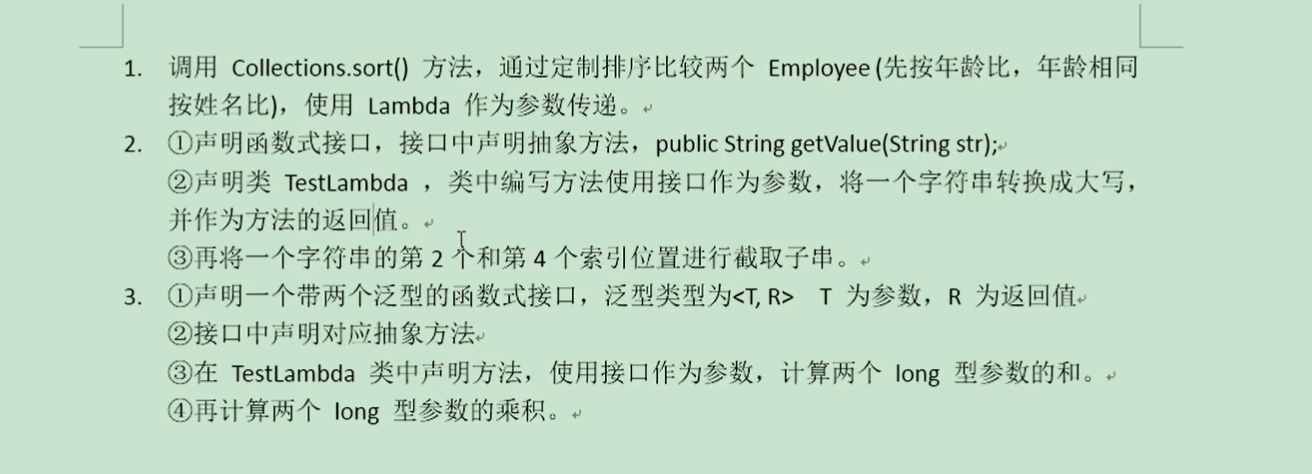 1. 调用 Collections.sort() 方法，通过定制排序比较两个 Employee (先按年龄比，年龄相同
按姓名比)，使用 Lambda 作为参数传递。
2. ①声明函数式接口，接口中声明抽象方法，public String getValue(String str);
②声明类 TestLambda ，类中编写方法使用接口作为参数，将一个字符串转换成大写，
并作为方法的返回值。
③再将一个字符串的第 2 个和第 4 个索引位置进行截取子串。
3. ①声明一个带两个泛型的函数式接口，泛型类型为<T, R> T 为参数，R 为返回值
②接口中声明对应抽象方法
③在 TestLambda 类中声明方法，使用接口作为参数，计算两个 long 型参数的和。
④再计算两个 long 型参数的乘积。